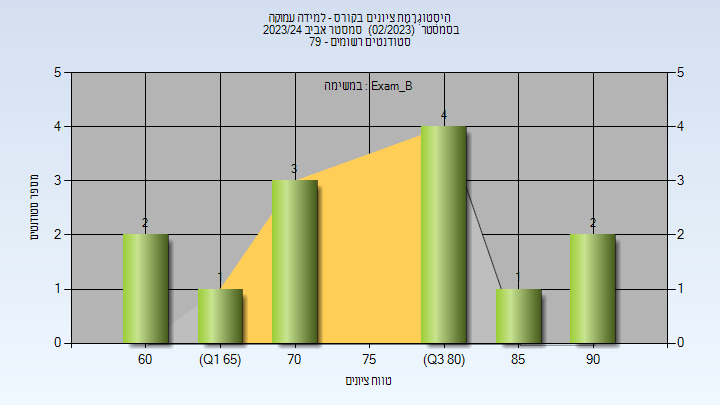 הִיסְטוֹגְרַמַּת ציונים בקורס - למידה עמוקה
בסמסטר (02/2023) סמסטר אביב 2023/24
סטודנטים רשומים - 79
במשימה : Exam_B
5
4
3
2
1
0
5
4
3
2
1
0
2
1
3
4
1
2
מספר סטודנטים
60
(Q1 65)
70
75
(Q3 80)
85
90
טווח ציונים